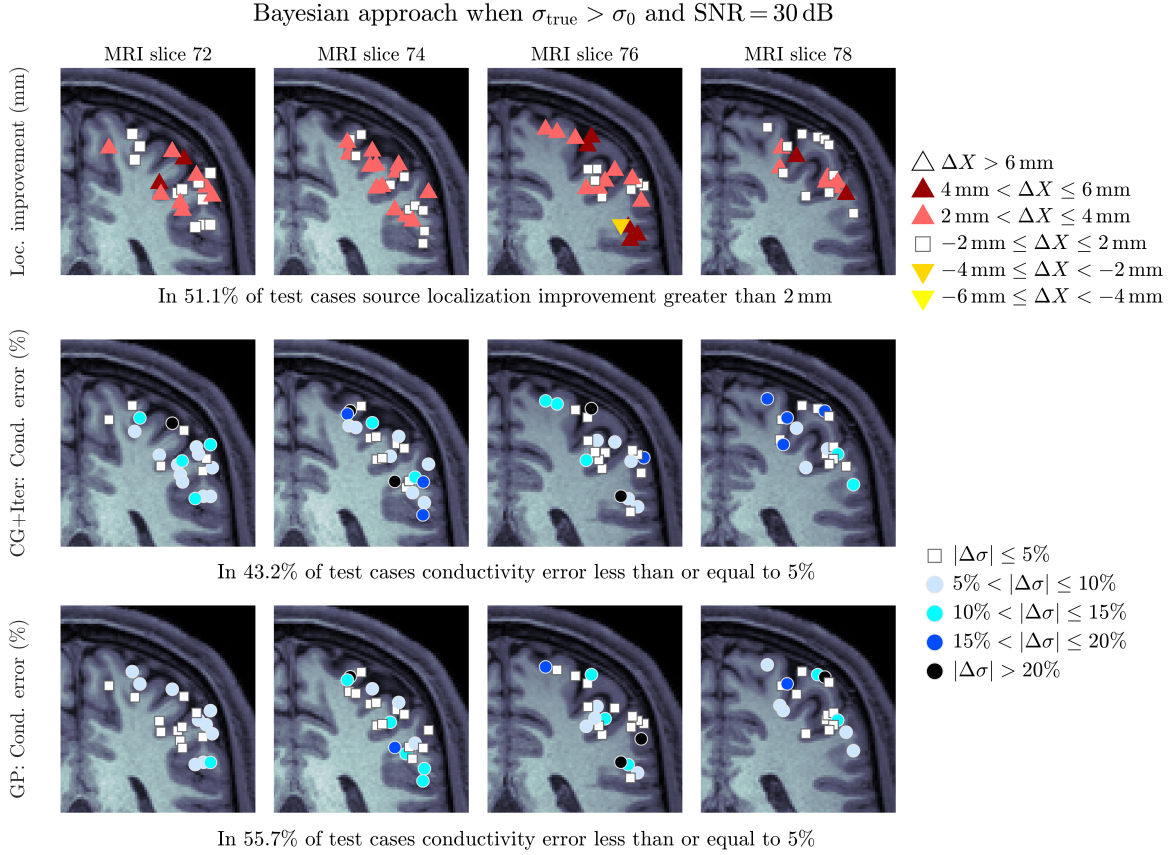 Bayesian approach when σtrue > σ0 and SNR = 30 dB
MRI slice 72
MRI slice 74
MRI slice 76
MRI slice 78
Loc. improvement (mm)
ΔX > 6 mm
4 mm < ΔX ≤ 6 mm
2 mm < ΔX ≤ 4 mm
−2 mm ≤ ΔX ≤ 2 mm
−4 mm ≤ ΔX < −2 mm
−6 mm ≤ ΔX < −4 mm
In 51.1% of test cases source localization improvement greater than 2 mm
CG+Iter: Cond. error (%)
In 43.2% of test cases conductivity error less than or equal to 5%
|Δσ| ≤ 5%
5% < |Δσ| ≤ 10%
10% < |Δσ| ≤ 15%
15% < |Δσ| ≤ 20%
|Δσ| > 20%
GP: Cond. error (%)
In 55.7% of test cases conductivity error less than or equal to 5%